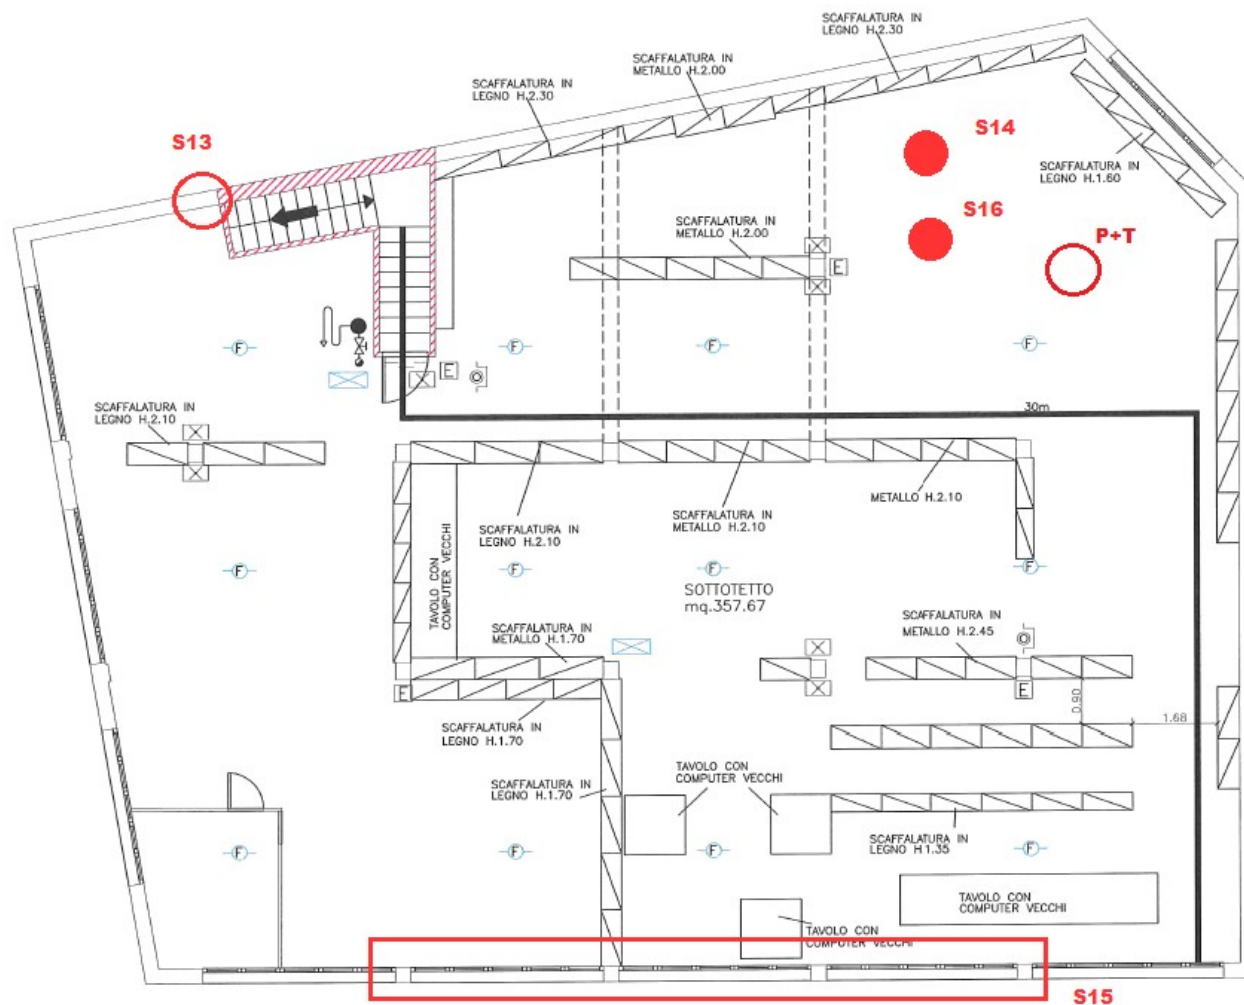 SCAFFALATURA IN
LEGNO H.2.30
SCAFFALATURA IN
METALLO H.2.00
SCAFFALATURA IN
LEGNO H.2.30
S13
S14
SCAFFALATURA IN
LEGNO H.1.60
S16
SCAFFALATURA IN
METALLO H.2.00
P+T
E
F
F
F
F
E
SCAFFALATURA IN
LEGNO H.2.10
30m
METALLO H.2.10
SCAFFALATURA IN
LEGNO H.2.10
SCAFFALATURA IN
METALLO H.2.10
TAVOLO CON
COMPUTER VECCHI
F
F
F
F
SOTTOTETTO
mq.357.67
SCAFFALATURA IN
METALLO H.1.70
SCAFFALATURA IN
METALLO H.2.45
E
E
0.90
1.68
SCAFFALATURA IN
LEGNO H.1.70
TAVOLO CON
COMPUTER VECCHI
SCAFFALATURA IN
LEGNO H.1.70
SCAFFALATURA IN
LEGNO H 1.35
F
F
F
F
TAVOLO CON
COMPUTER VECCHI
TAVOLO CON
COMPUTER VECCHI
S15